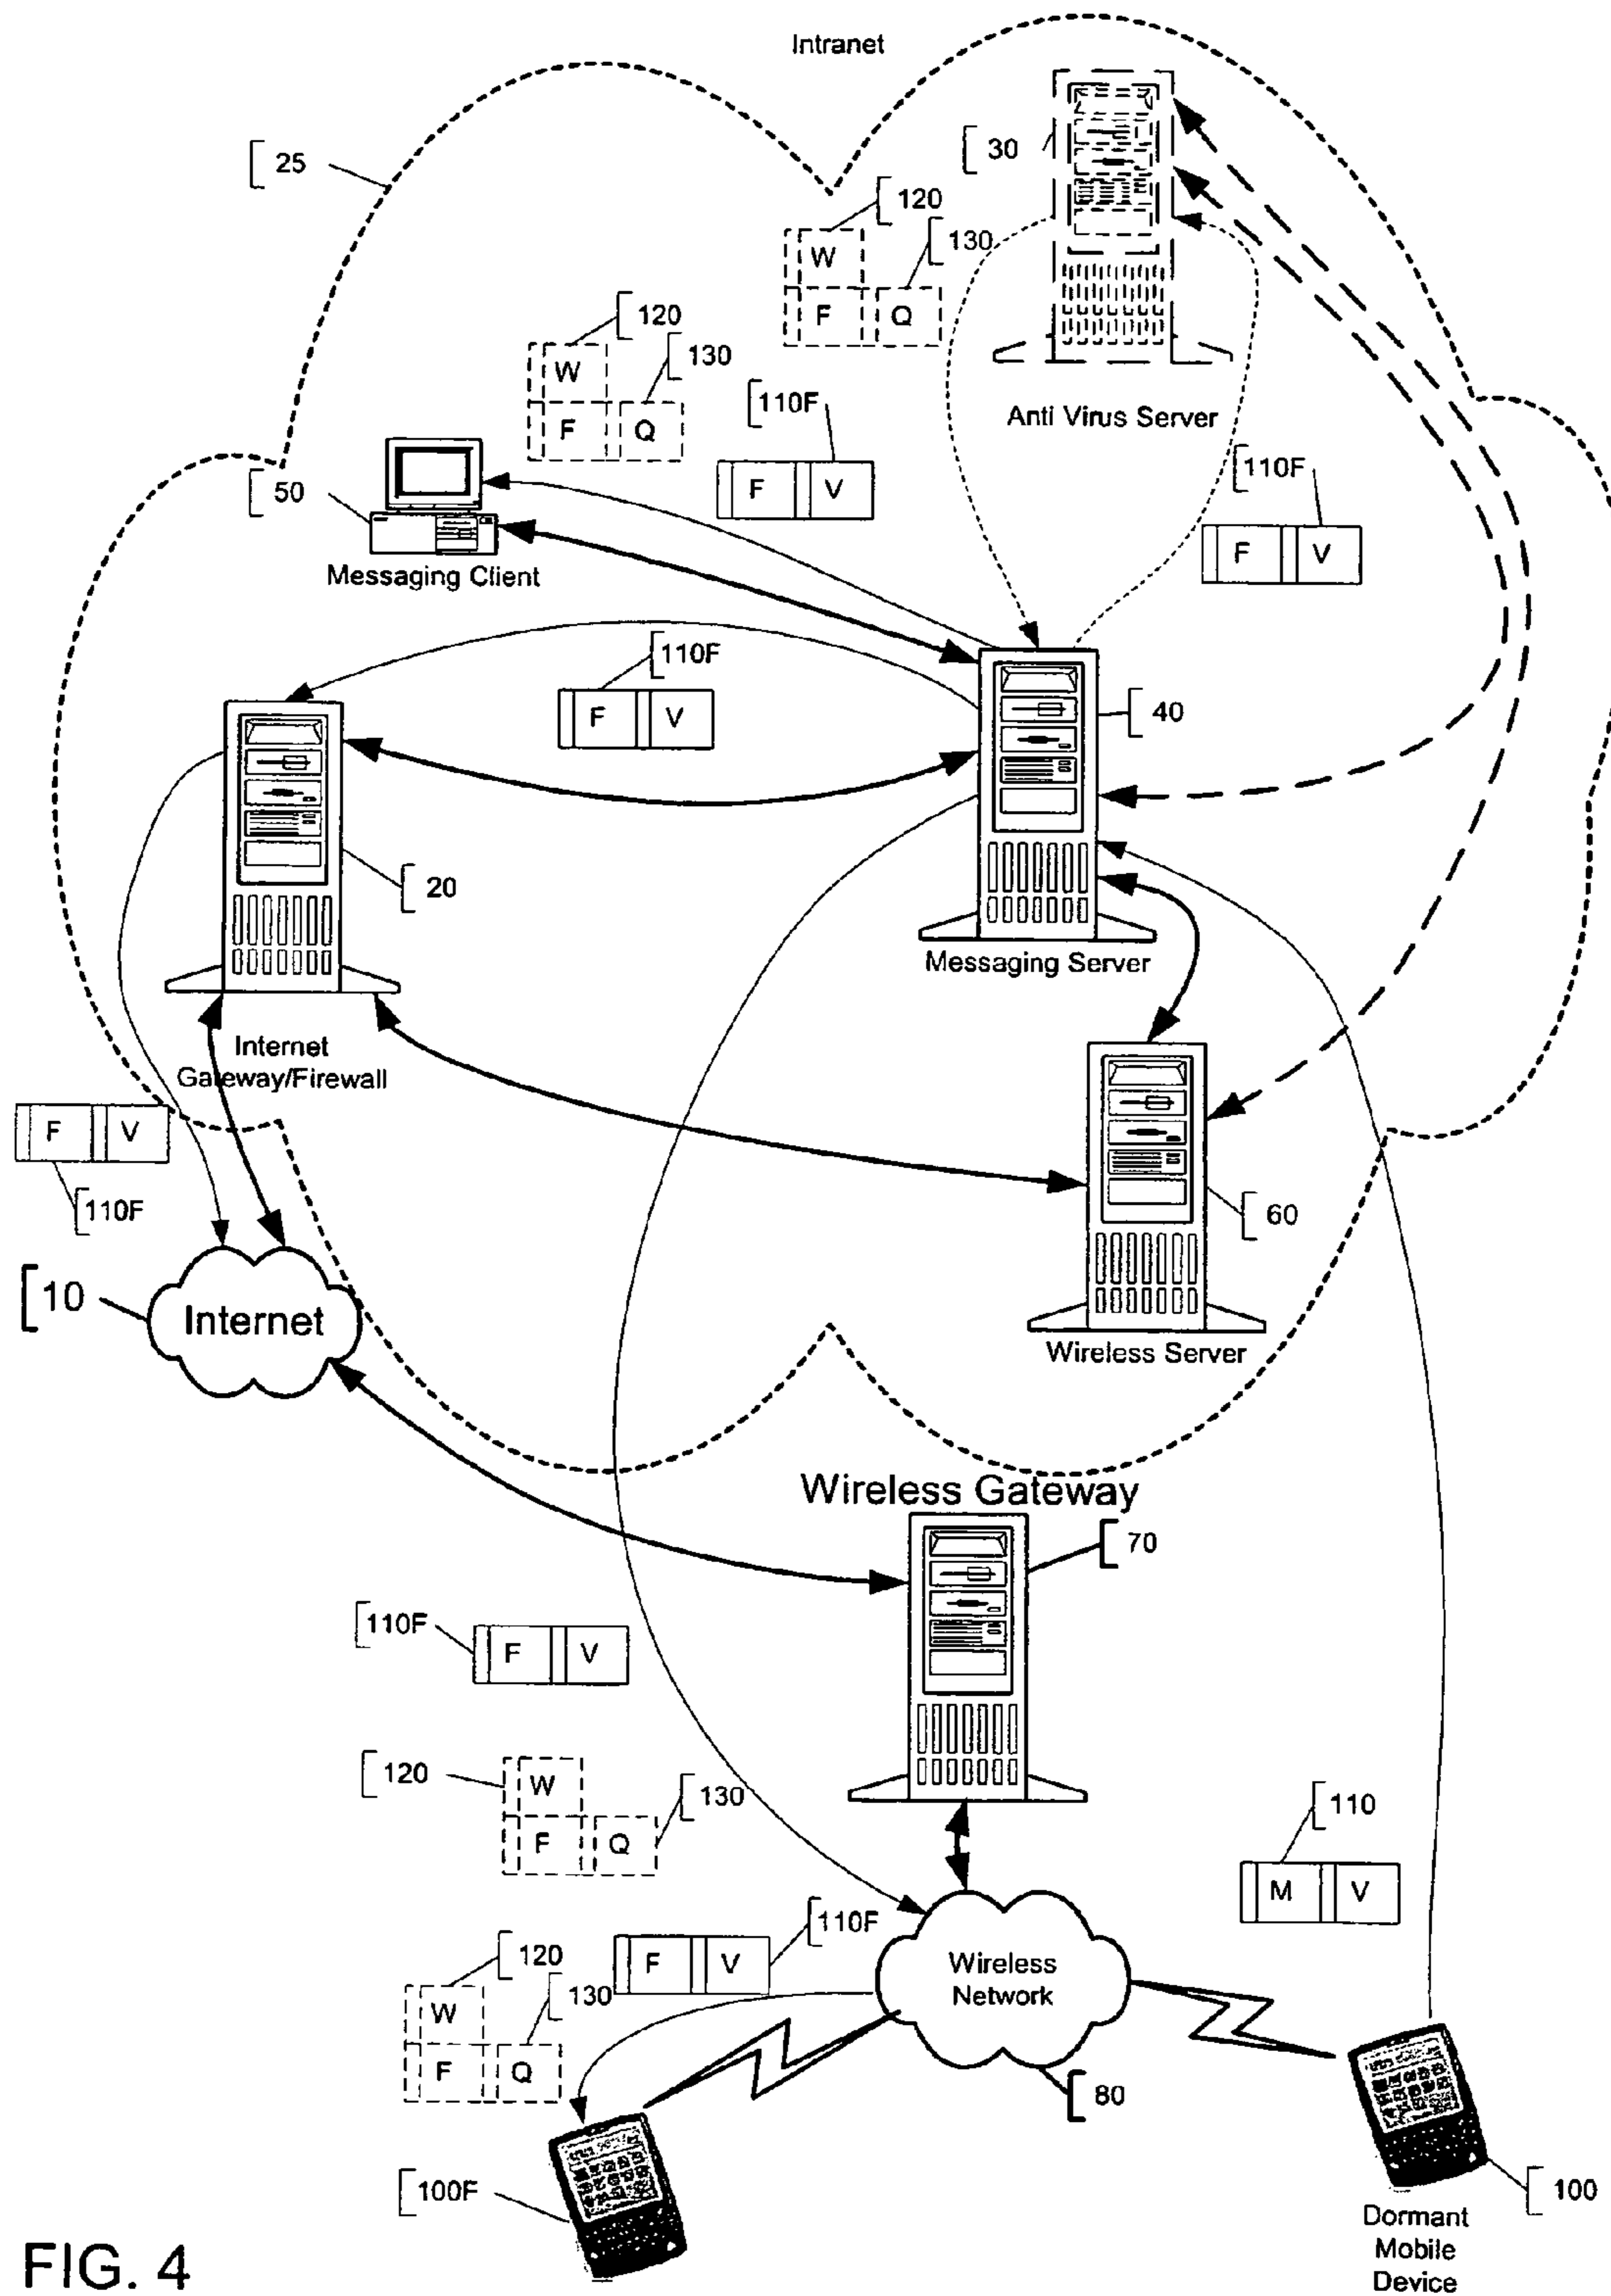 Intranet
25
30
120
W
130
F
Q
120
W
130
F
Q
110F
F
V
Anti Virus Server
110F
F
V
50
Messaging Client
110F
F
V
40
20
Messaging Server
Internet
Gateway/Firewall
F
V
110F
60
10
Internet
Wireless Server
Wireless Gateway
70
110F
F
V
120
W
130
F
Q
110
M
V
110F
F
V
120
W
130
F
Q
Wireless
Network
80
100F
100
Dormant
Mobile
Device
FIG. 4